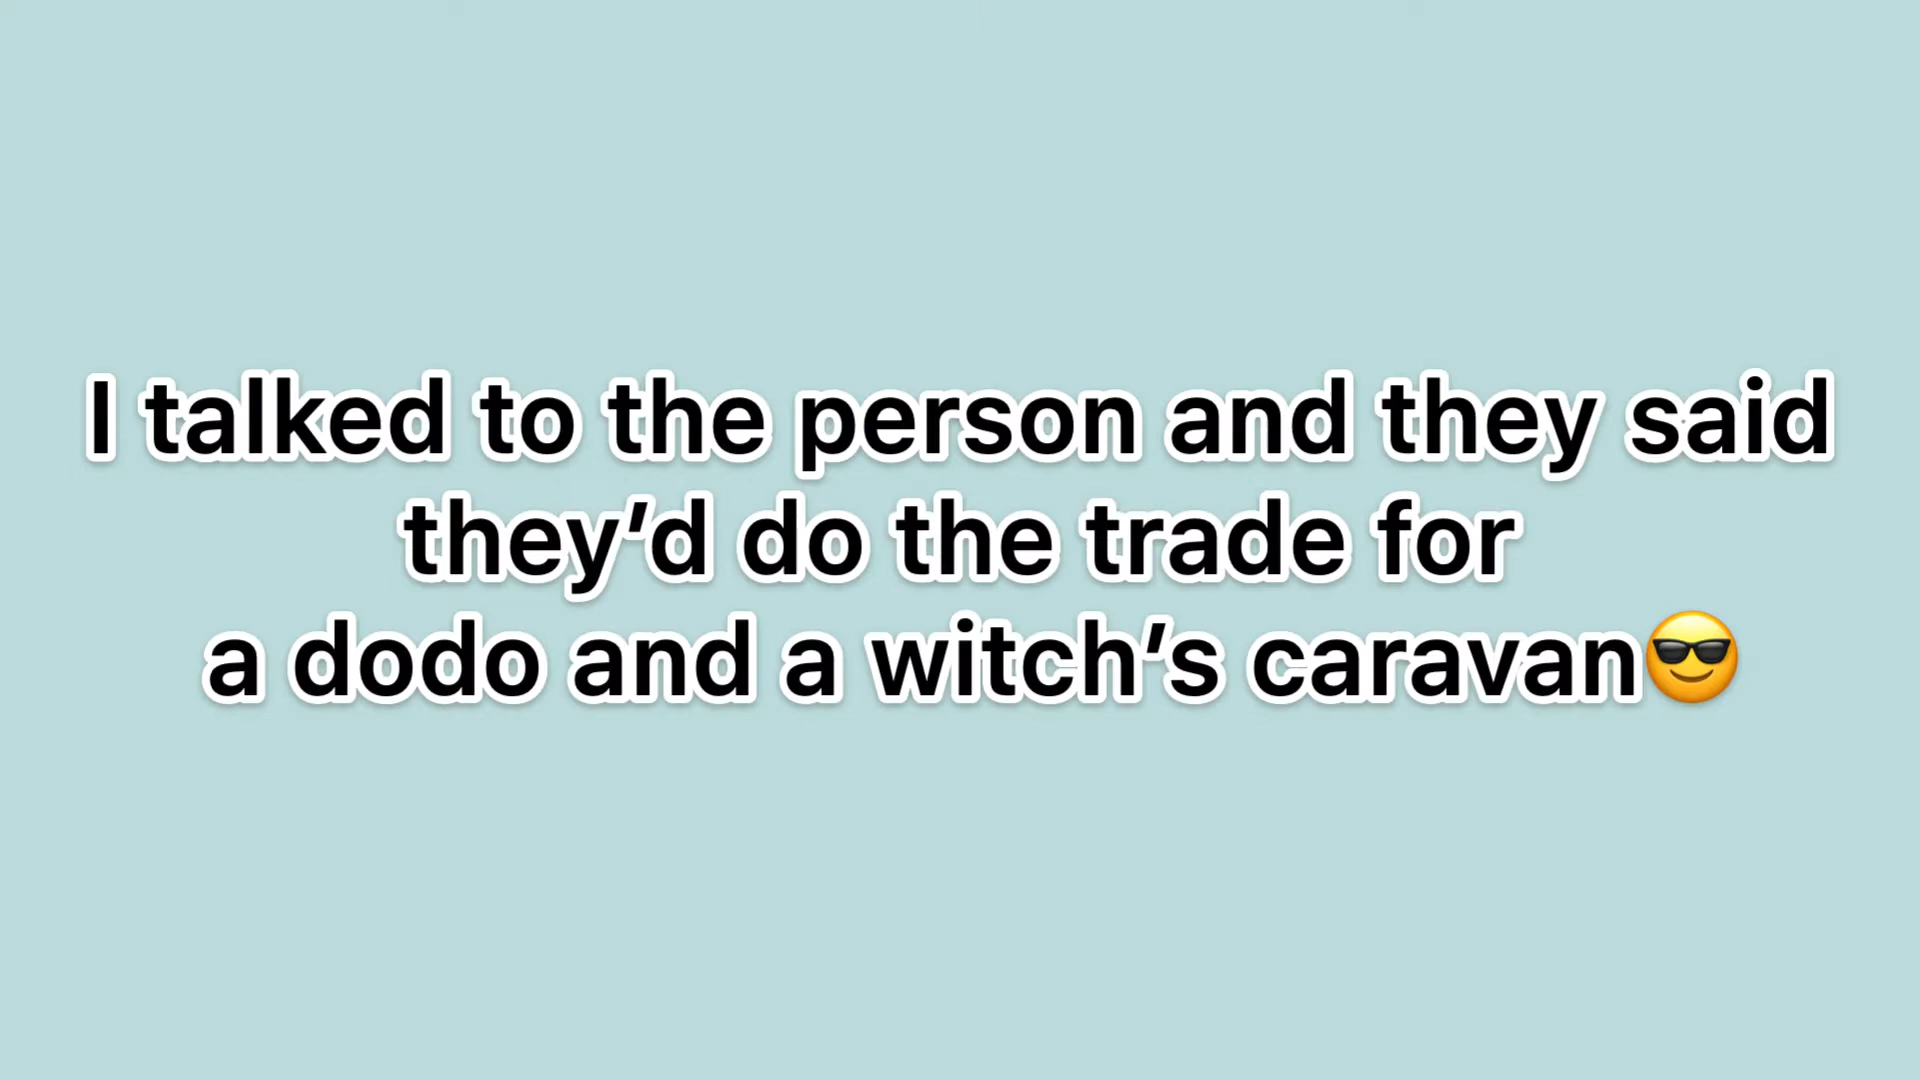 I talked to the person and they said
they’d do the trade for
a dodo and a witch’s caravan😎